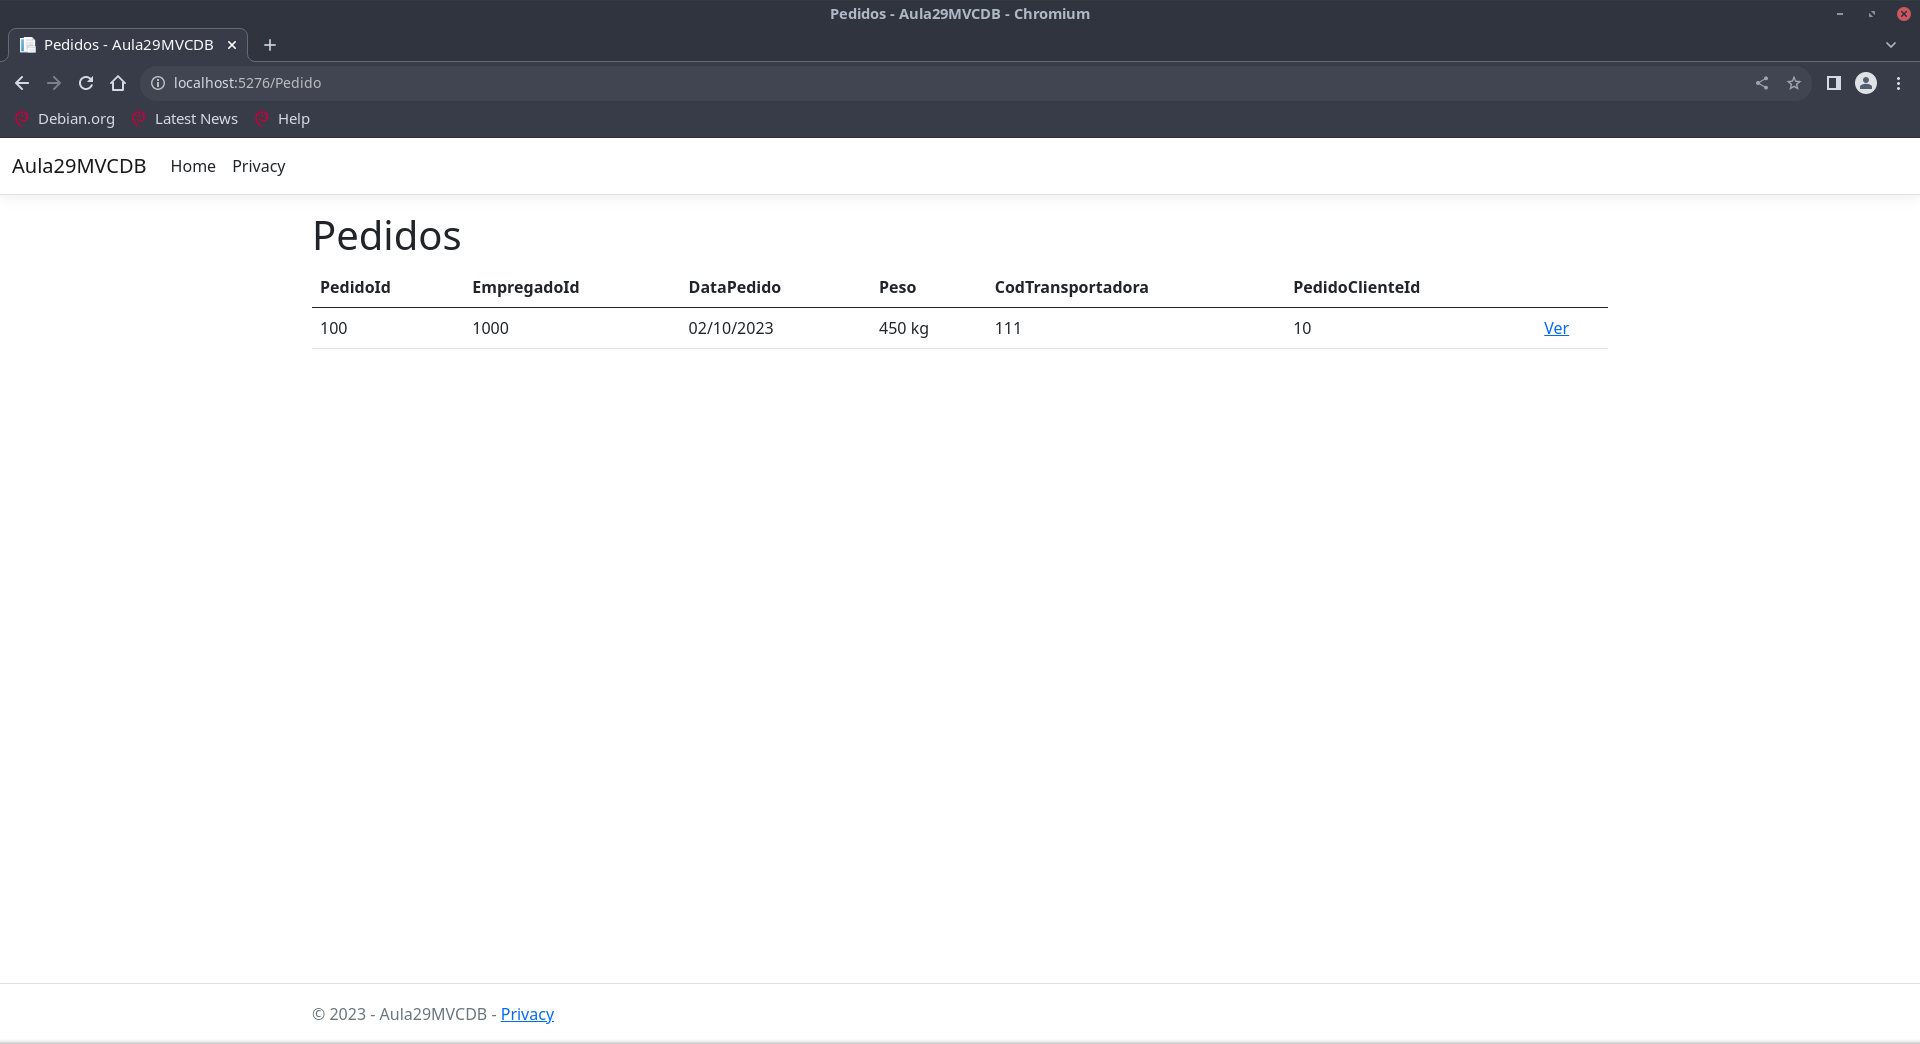 Pedidos - Aula29MVCDB - Chromium
Pedidos - Aula29MVCDB
localhost:5276/Pedido
Debian.org Latest News Help
Aula29MVCDB Home Privacy
Pedidos
PedidoId EmpregadoId DataPedido Peso CodTransportadora PedidoClienteId
100 1000 02/10/2023 450 kg 111 10 Ver
© 2023 - Aula29MVCDB - Privacy